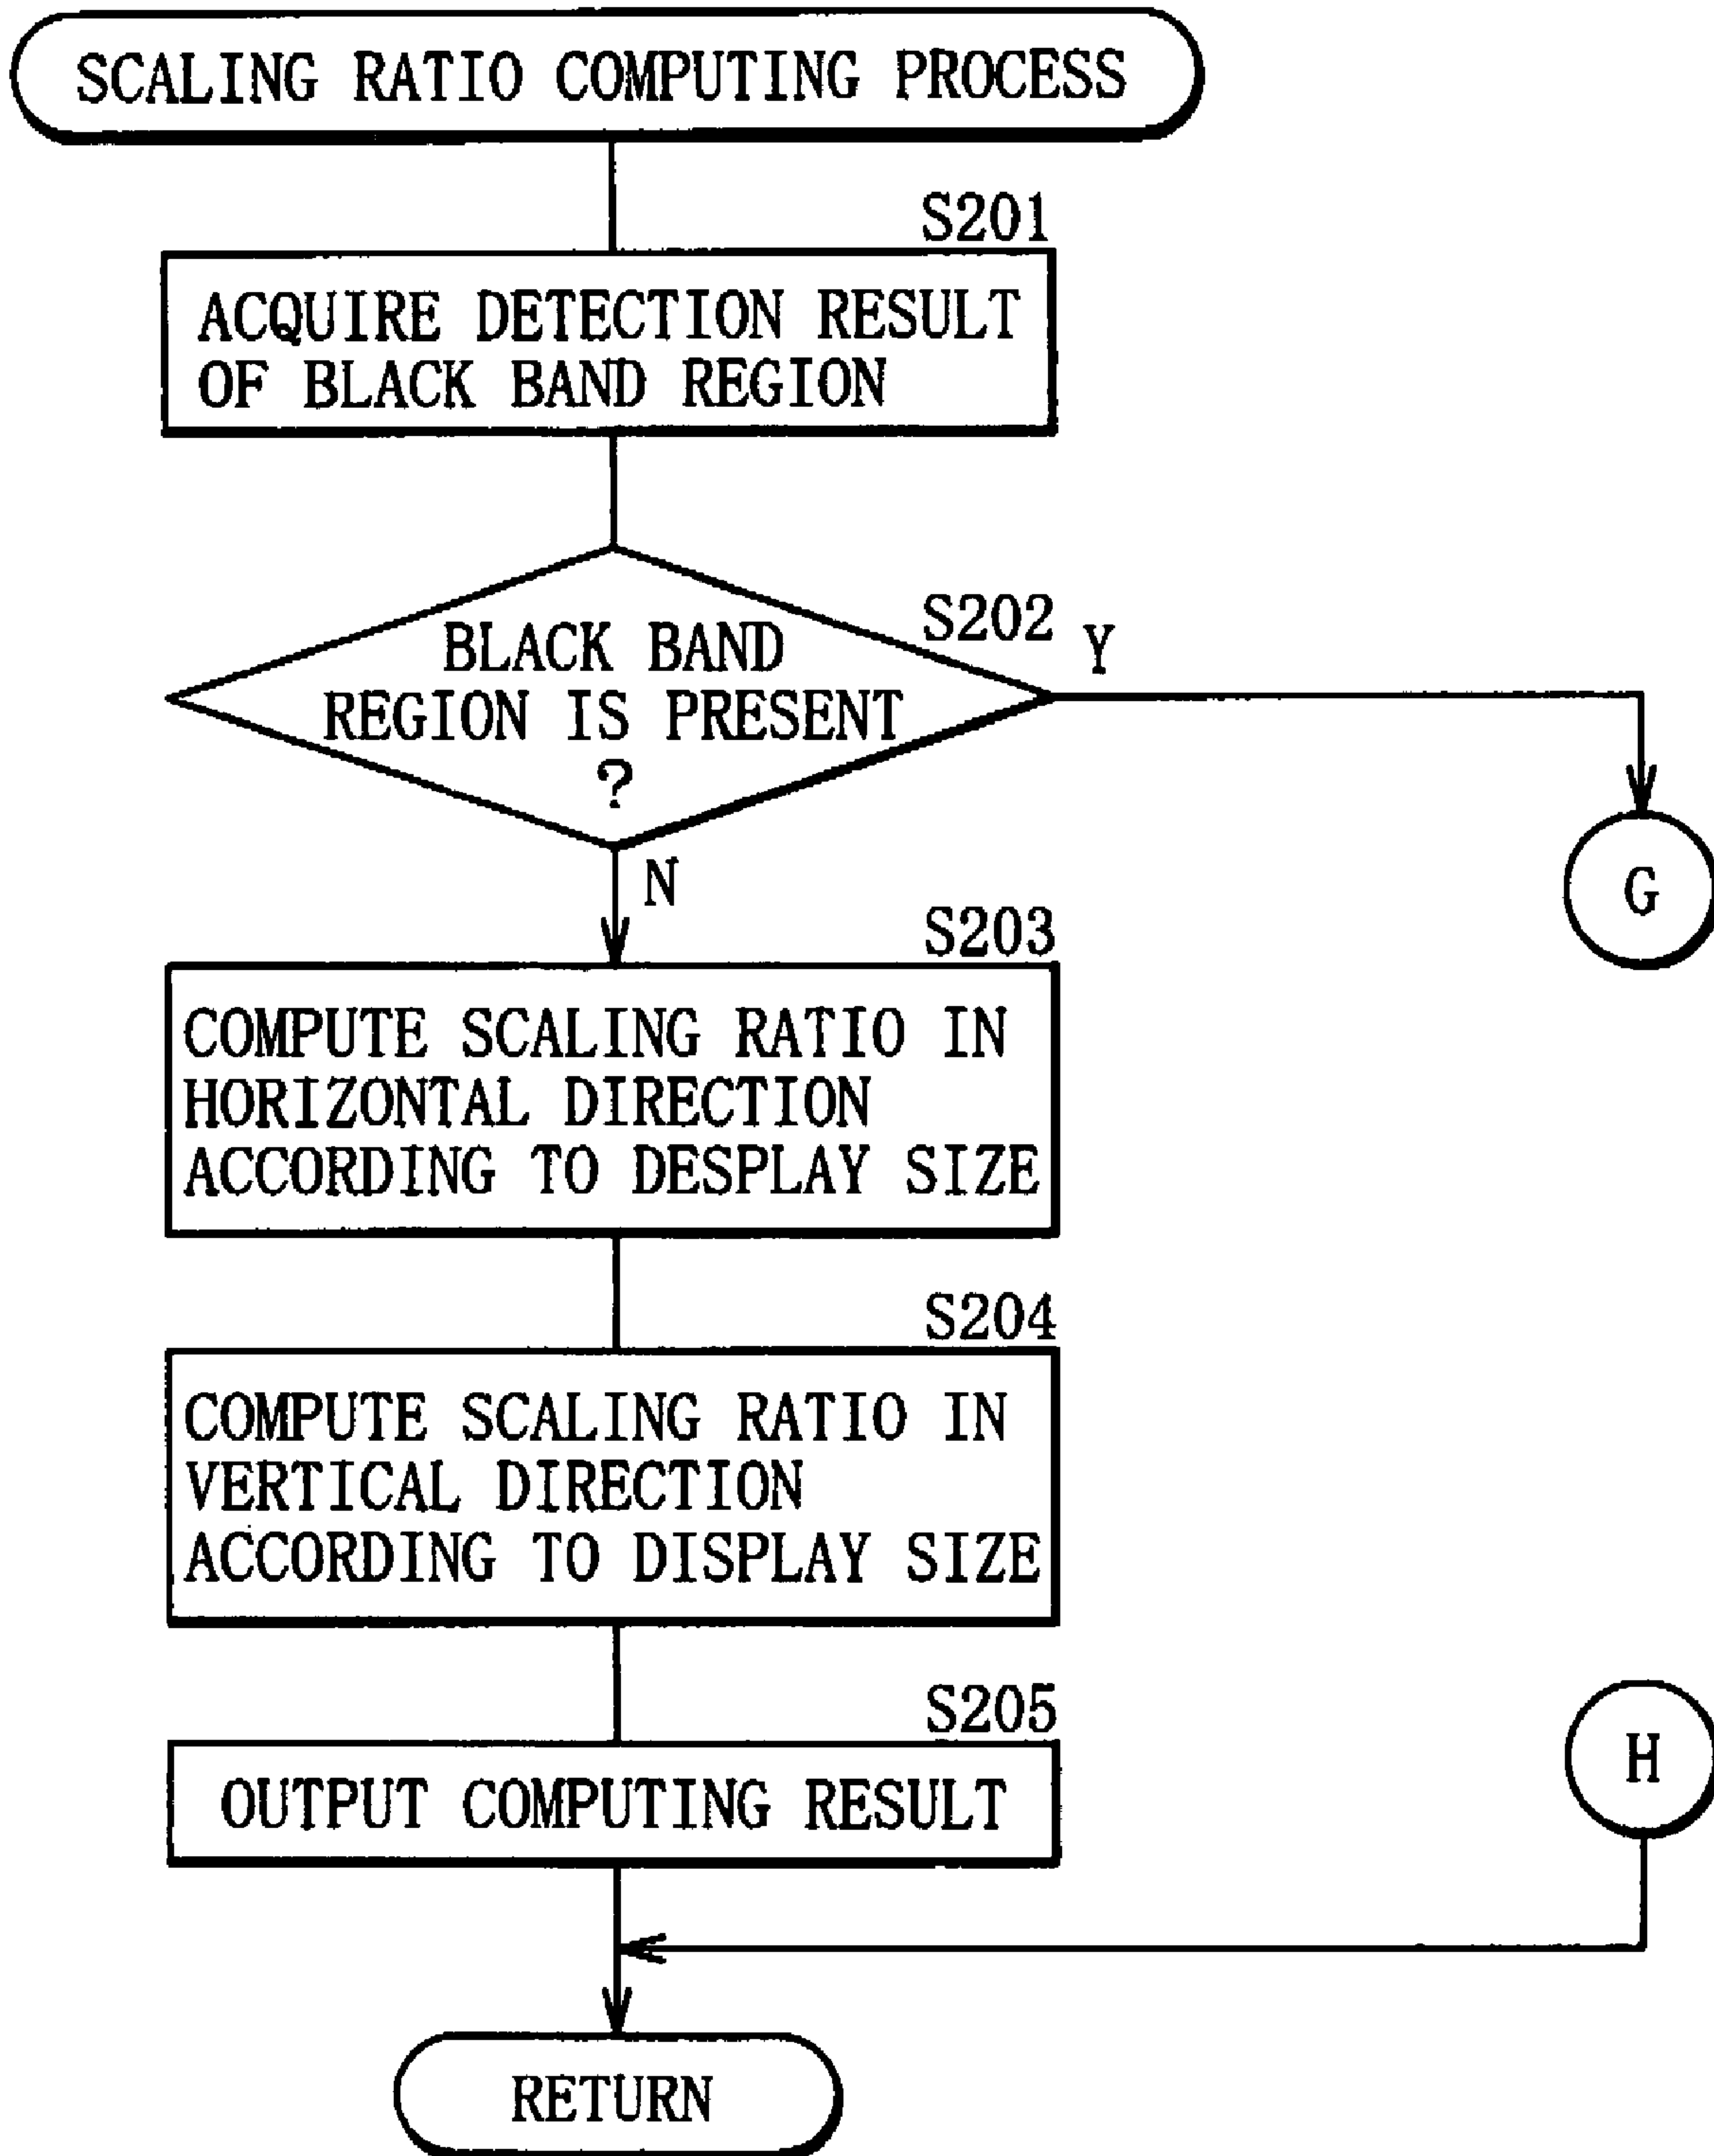 SCALING RATIO COMPUTING PROCESS
S201
ACQUIRE DETECTION RESULT
OF BLACK BAND REGION
S202
Y
BLACK BAND
REGION IS PRESENT
?
N
G
S203
COMPUTE SCALING RATIO IN
HORIZONTAL DIRECTION
ACCORDING TO DESPLAY SIZE
S204
COMPUTE SCALING RATIO IN
VERTICAL DIRECTION
ACCORDING TO DISPLAY SIZE
S205
OUTPUT COMPUTING RESULT
H
RETURN